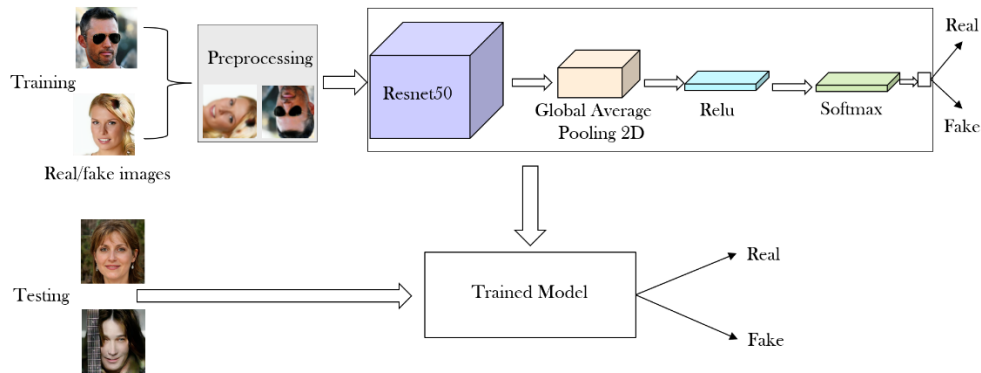 Training
Real/fake images
Preprocessing
Resnet50
Global Average
Pooling 2D
Relu
Softmax
Real
Fake
Testing
Trained Model
Real
Fake